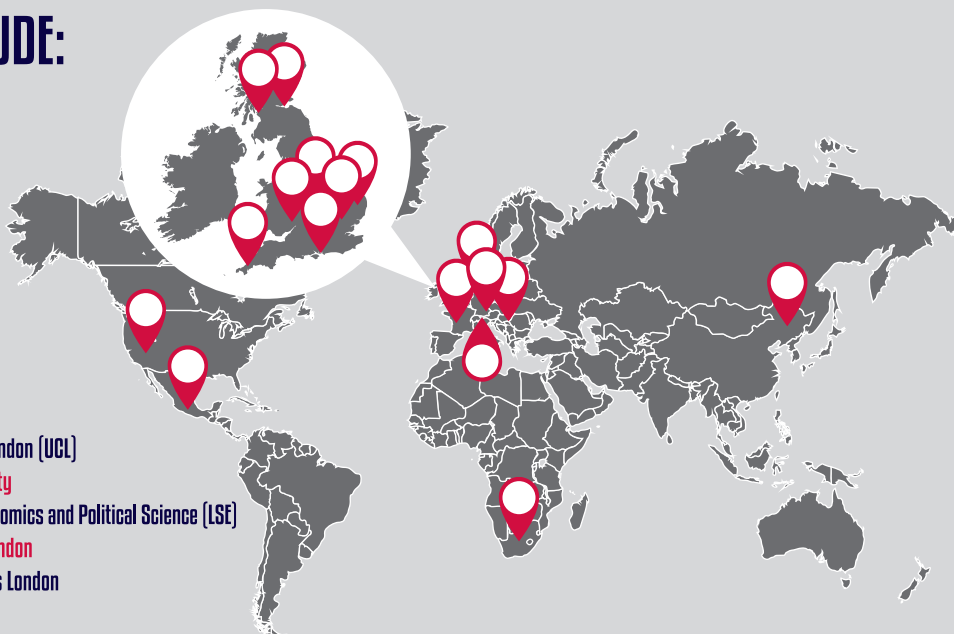 UDE:
ndon (UCL)
ty
omics and Political Science (LSE)
ndon
s London